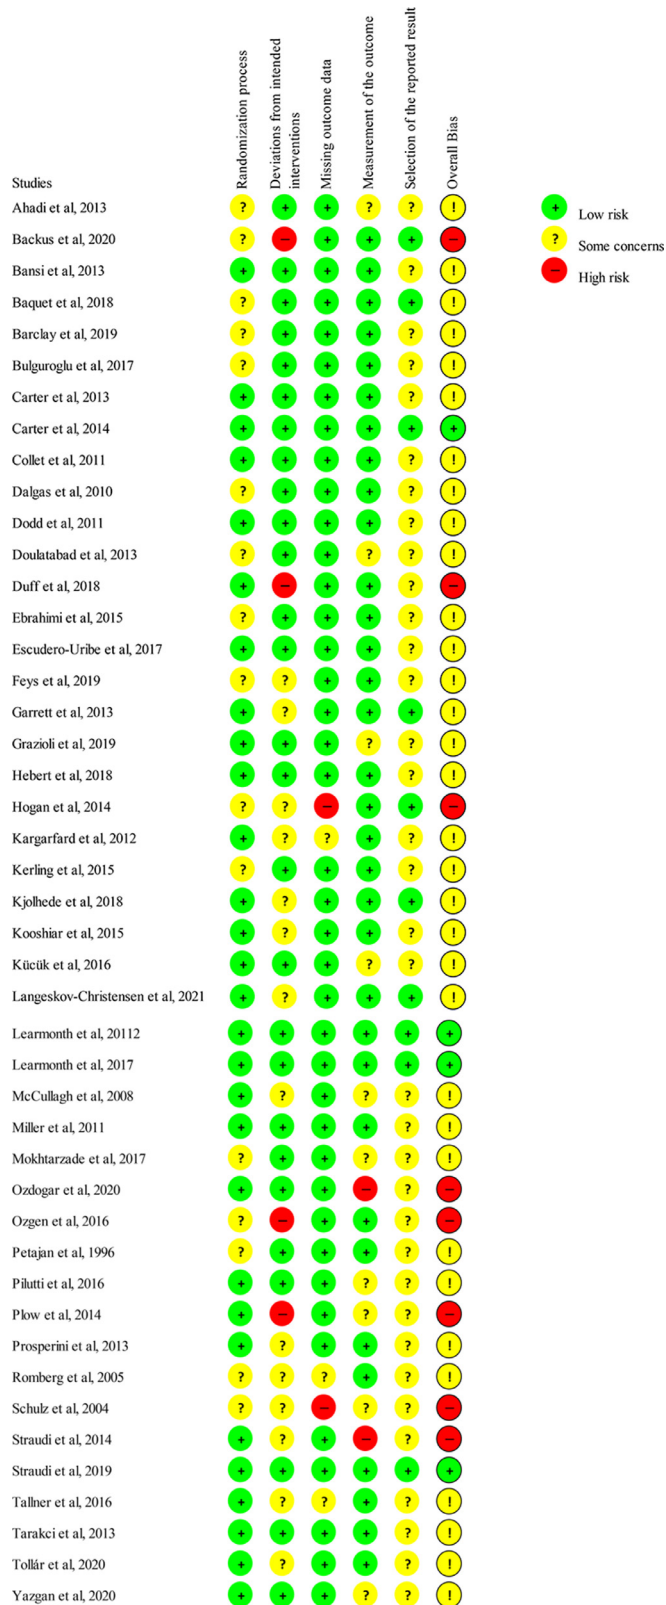 Randomization process
Deviations from intended
interventions
Missing outcome data
Measurement of the outcome
Selection of the reported result
Overall Bias
Studies
Ahadi et al, 2013 ? + + ? ? !
+ Low risk
Backus et al, 2020 ? − + + + −
? Some concerns
Bansi et al, 2013 + + + + ? !
− High risk
Baquet et al, 2018 ? + + + + !
Barclay et al, 2019 ? + + + ? !
Bulguroglu et al, 2017 ? + + + ? !
Carter et al, 2013 + + + + ? !
Carter et al, 2014 + + + + + +
Collet et al, 2011 + + + + ? !
Dalgas et al, 2010 ? + + + ? !
Dodd et al, 2011 + + + + ? !
Doulatabad et al, 2013 ? + + ? ? !
Duff et al, 2018 + − + + ? −
Ebrahimi et al, 2015 ? + + + ? !
Escudero-Uribe et al, 2017 + + + + ? !
Feys et al, 2019 ? ? + + ? !
Garrett et al, 2013 + ? + + + !
Grazioli et al, 2019 + + + ? ? !
Hebert et al, 2018 + + + + ? !
Hogan et al, 2014 ? ? − + + −
Kargarfard et al, 2012 + ? ? + ? !
Kerling et al, 2015 ? + + + ? !
Kjolhede et al, 2018 + ? + + + !
Kooshiar et al, 2015 + ? + + ? !
Kücük et al, 2016 + + + ? ? !
Langeskov-Christensen et al, 2021 + ? + + + !
Learmonth et al, 20112 + + + + + +
Learmonth et al, 2017 + + + + + +
McCullagh et al, 2008 + ? + ? ? !
Miller et al, 2011 + + + + ? !
Mokhtarzade et al, 2017 ? + + ? ? !
Ozdogar et al, 2020 + + + − ? −
Ozgen et al, 2016 ? − + + ? −
Petajan et al, 1996 ? + + + ? !
Pilutti et al, 2016 + + + ? ? !
Plow et al, 2014 + − + ? ? −
Prosperini et al, 2013 + ? + + ? !
Romberg et al, 2005 ? ? ? + ? !
Schulz et al, 2004 ? ? − ? ? −
Straudi et al, 2014 + ? + − ? −
Straudi et al, 2019 + + + + + +
Tallner et al, 2016 + ? ? + ? !
Tarakci et al, 2013 + + + + ? !
Tollár et al, 2020 + ? + + ? !
Yazgan et al, 2020 + + + ? ? !